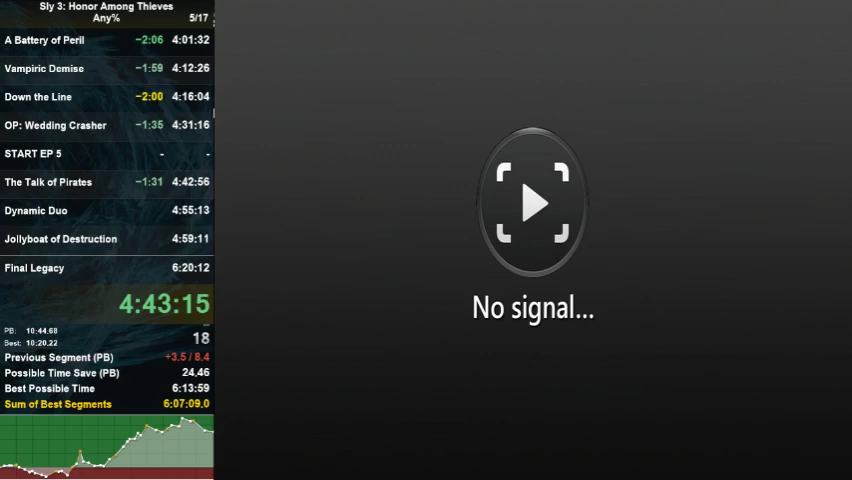 Sly 3: Honor Among Thieves
Any% 5/17
A Battery of Peril −2:06 4:01:32
Vampiric Demise −1:59 4:12:26
Down the Line −2:00 4:16:04
OP: Wedding Crasher −1:35 4:31:16
START EP 5 - -
The Talk of Pirates −1:31 4:42:56
Dynamic Duo 4:55:13
Jollyboat of Destruction 4:59:11
Final Legacy 6:20:12
4:43:15
PB: 10:44.68
Best: 10:20.22
18
Previous Segment (PB) +3.5 / 8.4
Possible Time Save (PB) 24.46
Best Possible Time 6:13:59
Sum of Best Segments 6:07:09.0
No signal...